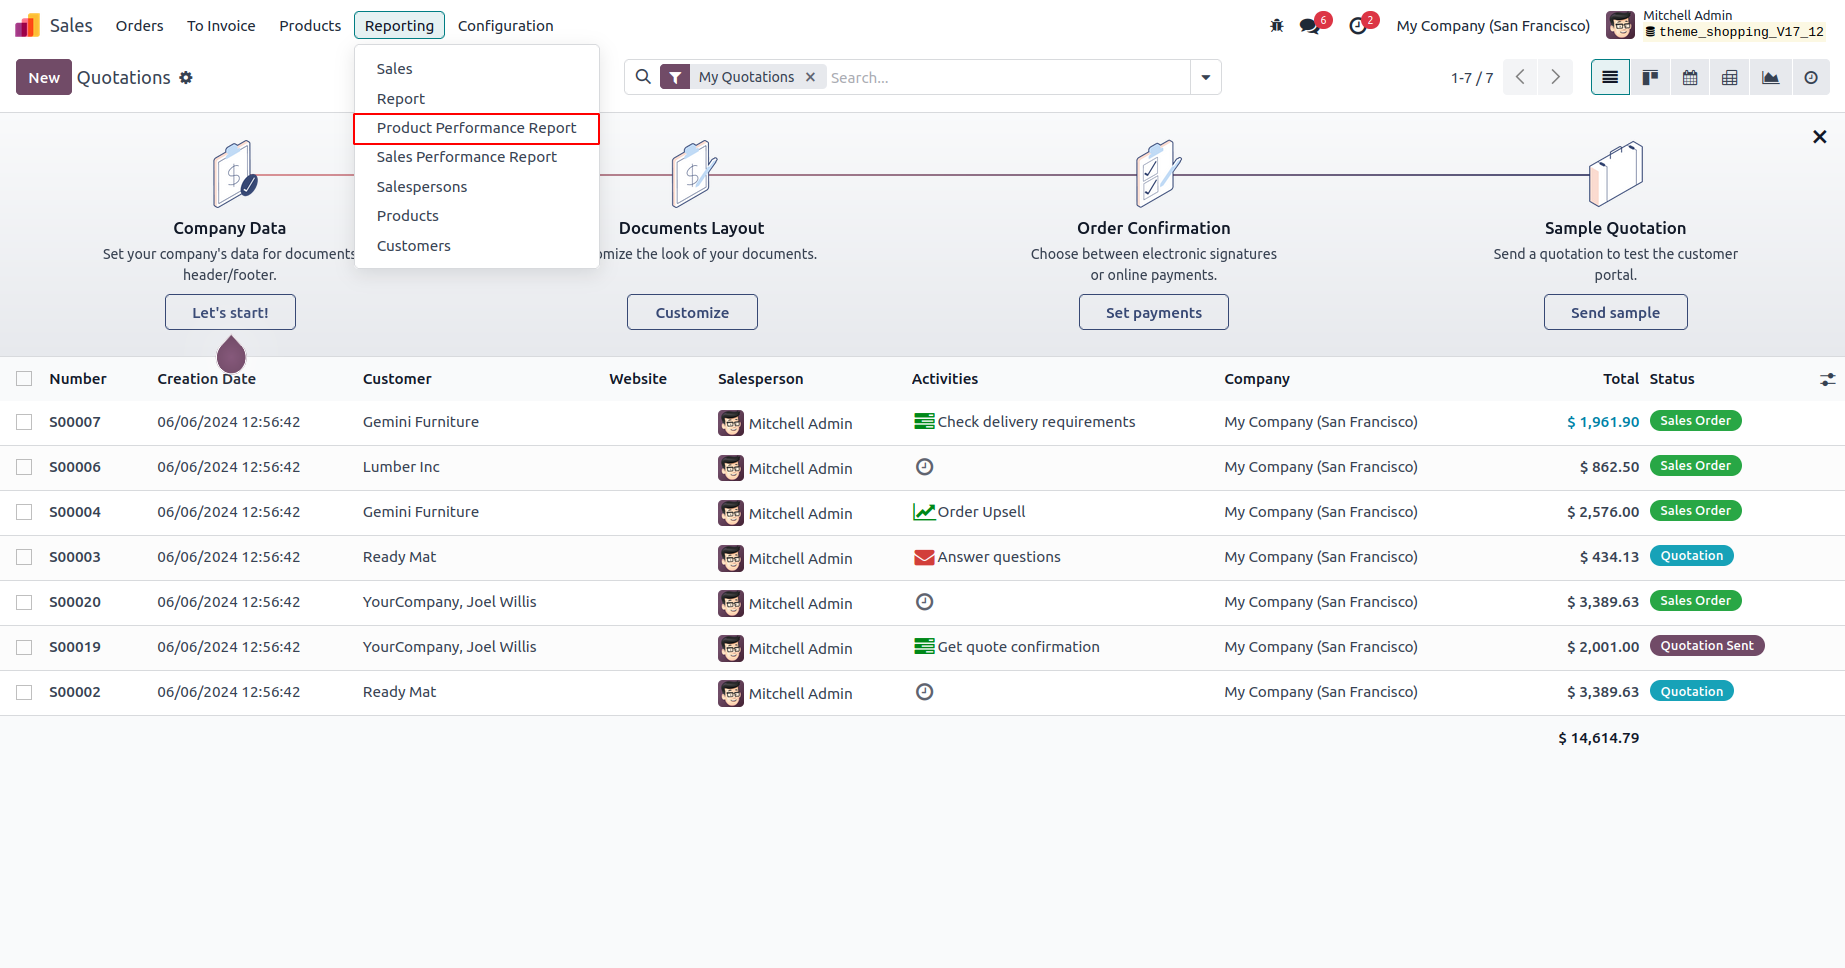 Sales Orders To Invoice Products Reporting Configuration 6 2 My Company (San Francisco) Mitchell Admin
theme_shopping_V17_12
New Quotations My Quotations × Search... 1-7 / 7
Sales
Report
Product Performance Report
Sales Performance Report
Salespersons
Products
Customers
Company Data Documents Layout Order Confirmation Sample Quotation
Set your company's data for documents omize the look of your documents. Choose between electronic signatures Send a quotation to test the customer
header/footer. or online payments. portal.
Let's start! Customize Set payments Send sample
Number Creation Date Customer Website Salesperson Activities Company Total Status
S00007 06/06/2024 12:56:42 Gemini Furniture Mitchell Admin Check delivery requirements My Company (San Francisco) $ 1,961.90 Sales Order
S00006 06/06/2024 12:56:42 Lumber Inc Mitchell Admin My Company (San Francisco) $ 862.50 Sales Order
S00004 06/06/2024 12:56:42 Gemini Furniture Mitchell Admin Order Upsell My Company (San Francisco) $ 2,576.00 Sales Order
S00003 06/06/2024 12:56:42 Ready Mat Mitchell Admin Answer questions My Company (San Francisco) $ 434.13 Quotation
S00020 06/06/2024 12:56:42 YourCompany, Joel Willis Mitchell Admin My Company (San Francisco) $ 3,389.63 Sales Order
S00019 06/06/2024 12:56:42 YourCompany, Joel Willis Mitchell Admin Get quote confirmation My Company (San Francisco) $ 2,001.00 Quotation Sent
S00002 06/06/2024 12:56:42 Ready Mat Mitchell Admin My Company (San Francisco) $ 3,389.63 Quotation
$ 14,614.79